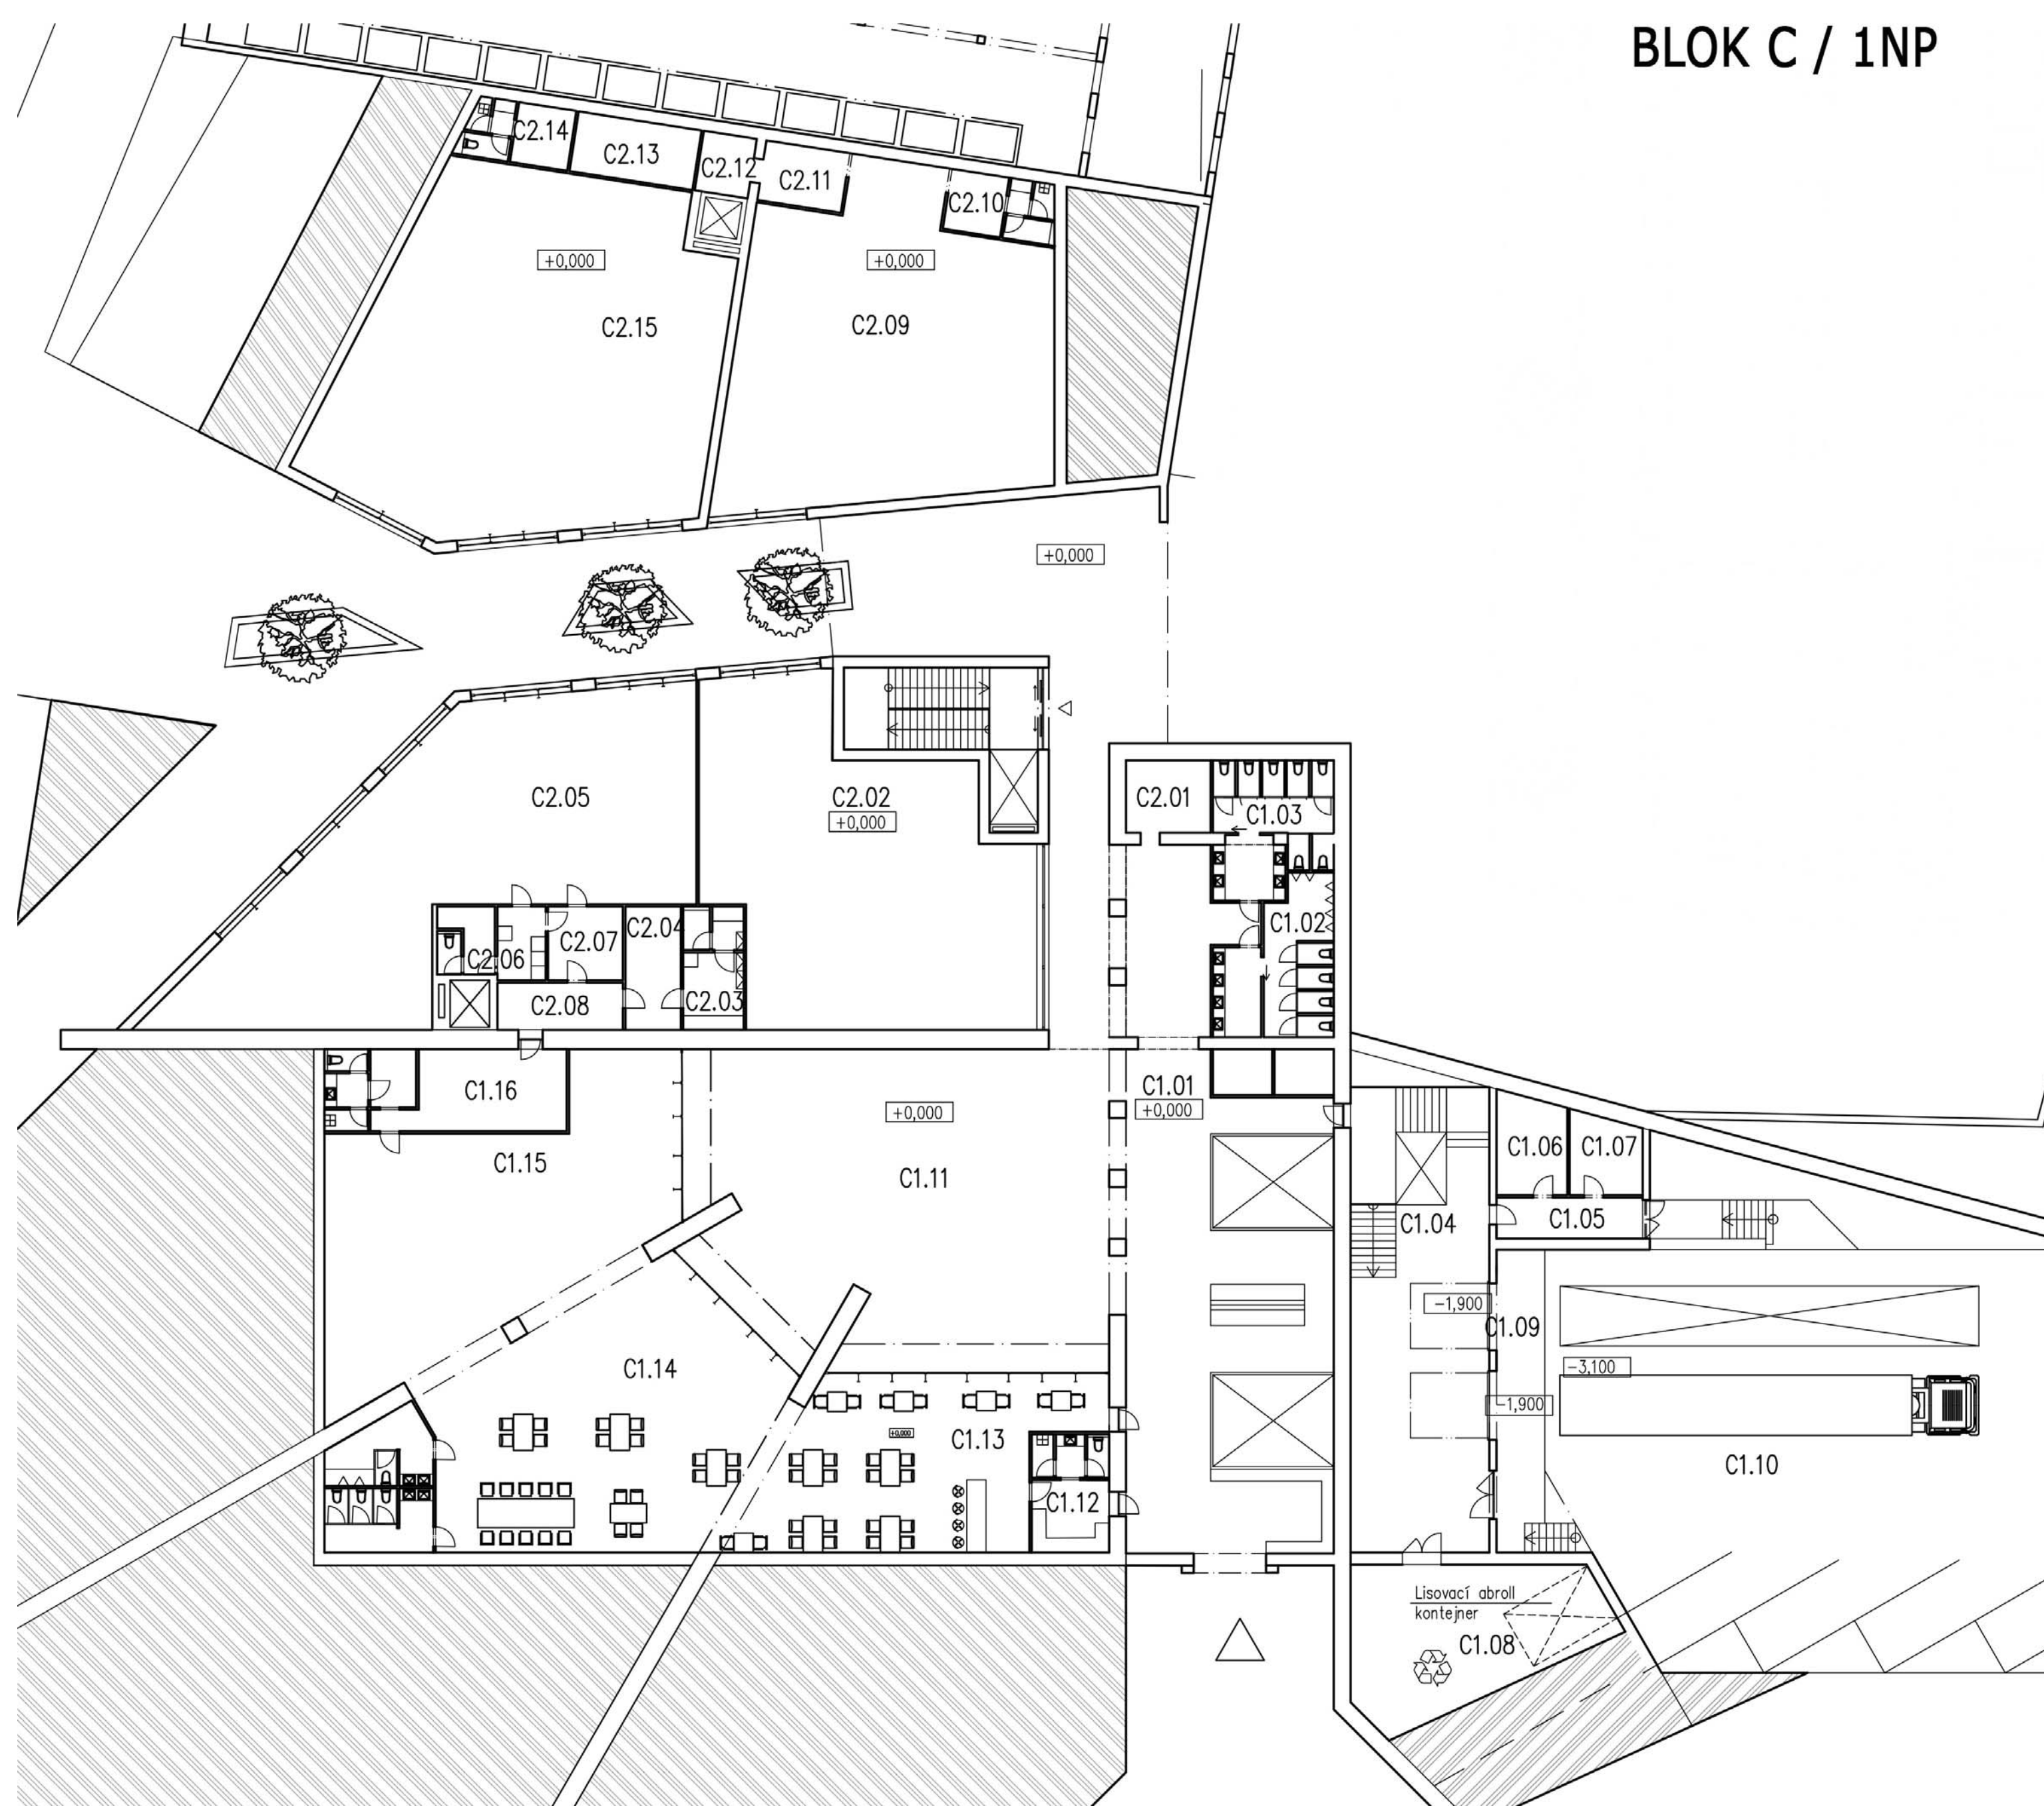 BLOK C / 1NP
C2.14
C2.13
C2.12
C2.11
C2.10
+0,000
+0,000
C2.15
C2.09
+0,000
C2.05
C2.02
+0,000
C2.01
C1.03
C1.02
C2.04
C2.07
C2.06
C2.03
C2.08
C1.16
C1.01
+0,000
+0,000
C1.15
C1.11
C1.06
C1.07
C1.04
C1.05
-1,900
C1.09
C1.14
-3,100
-1,900
+0,000
C1.13
C1.10
C1.12
Lisovací abroll
kontejner
C1.08